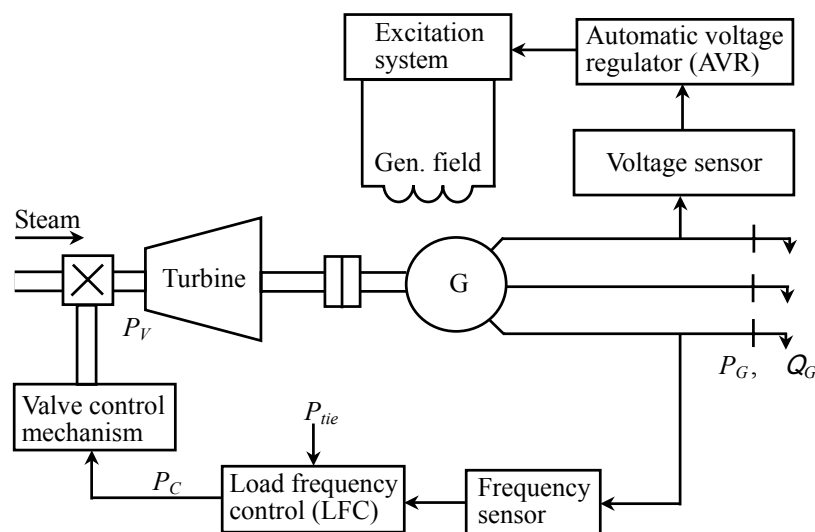 Excitation
system
Automatic voltage
regulator (AVR)
Gen. field
Voltage sensor
Steam
Turbine
G
P_V
P_G, Q_G
Valve control
mechanism
P_tie
P_C
Load frequency
control (LFC)
Frequency
sensor